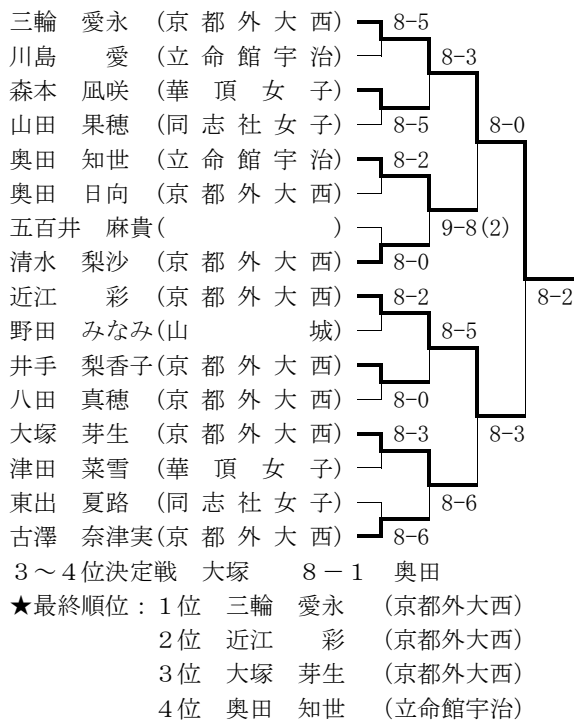 三輪　愛永　(京 都 外 大 西)　8-5
川島　　愛　(立 命 館 宇 治)　8-3
森本　凪咲　(華　頂　女　子)
山田　果穂　(同 志 社 女 子)　8-5　8-0
奥田　知世　(立 命 館 宇 治)　8-2
奥田　日向　(京 都 外 大 西)
五百井　麻貴(　　　　　)　9-8(2)
清水　梨沙　(京 都 外 大 西)　8-0
近江　　彩　(京 都 外 大 西)　8-2　8-2
野田　みなみ(山　　　　城)　8-5
井手　梨香子(京 都 外 大 西)
八田　真穂　(京 都 外 大 西)　8-0
大塚　芽生　(京 都 外 大 西)　8-3　8-3
津田　菜雪　(華　頂　女　子)
東出　夏路　(同 志 社 女 子)　8-6
古澤　奈津実(京 都 外 大 西)　8-6
３～４位決定戦　大塚　　８－１　奥田
★最終順位：１位　三輪　愛永　(京都外大西)
２位　近江　　彩　(京都外大西)
３位　大塚　芽生　(京都外大西)
４位　奥田　知世　(立命館宇治)